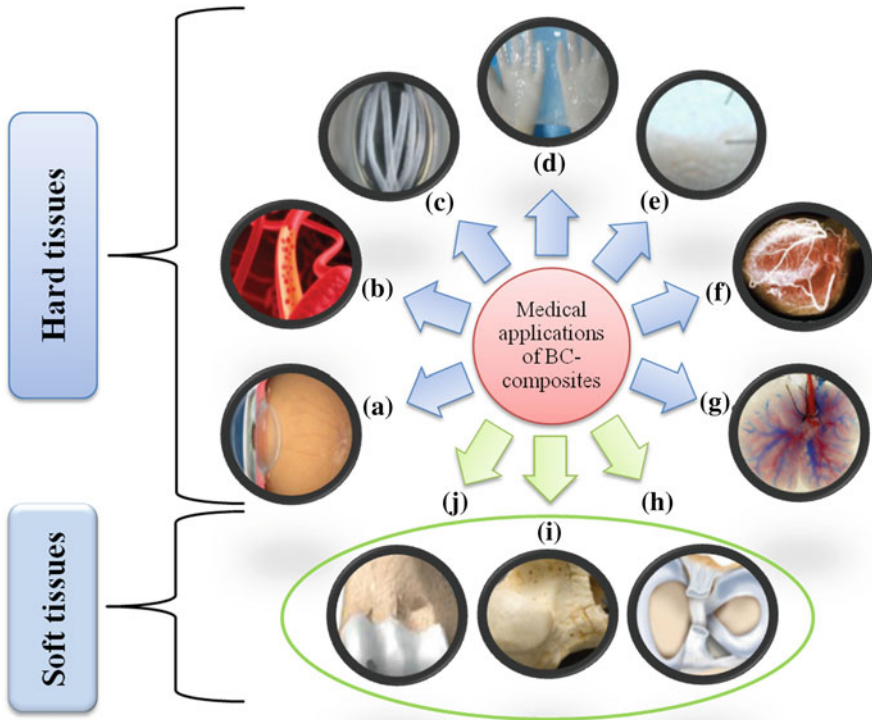 Hard tissues
Soft tissues
(a)
(b)
(c)
(d)
(e)
(f)
(g)
(h)
(i)
(j)
Medical
applications
of BC-
composites